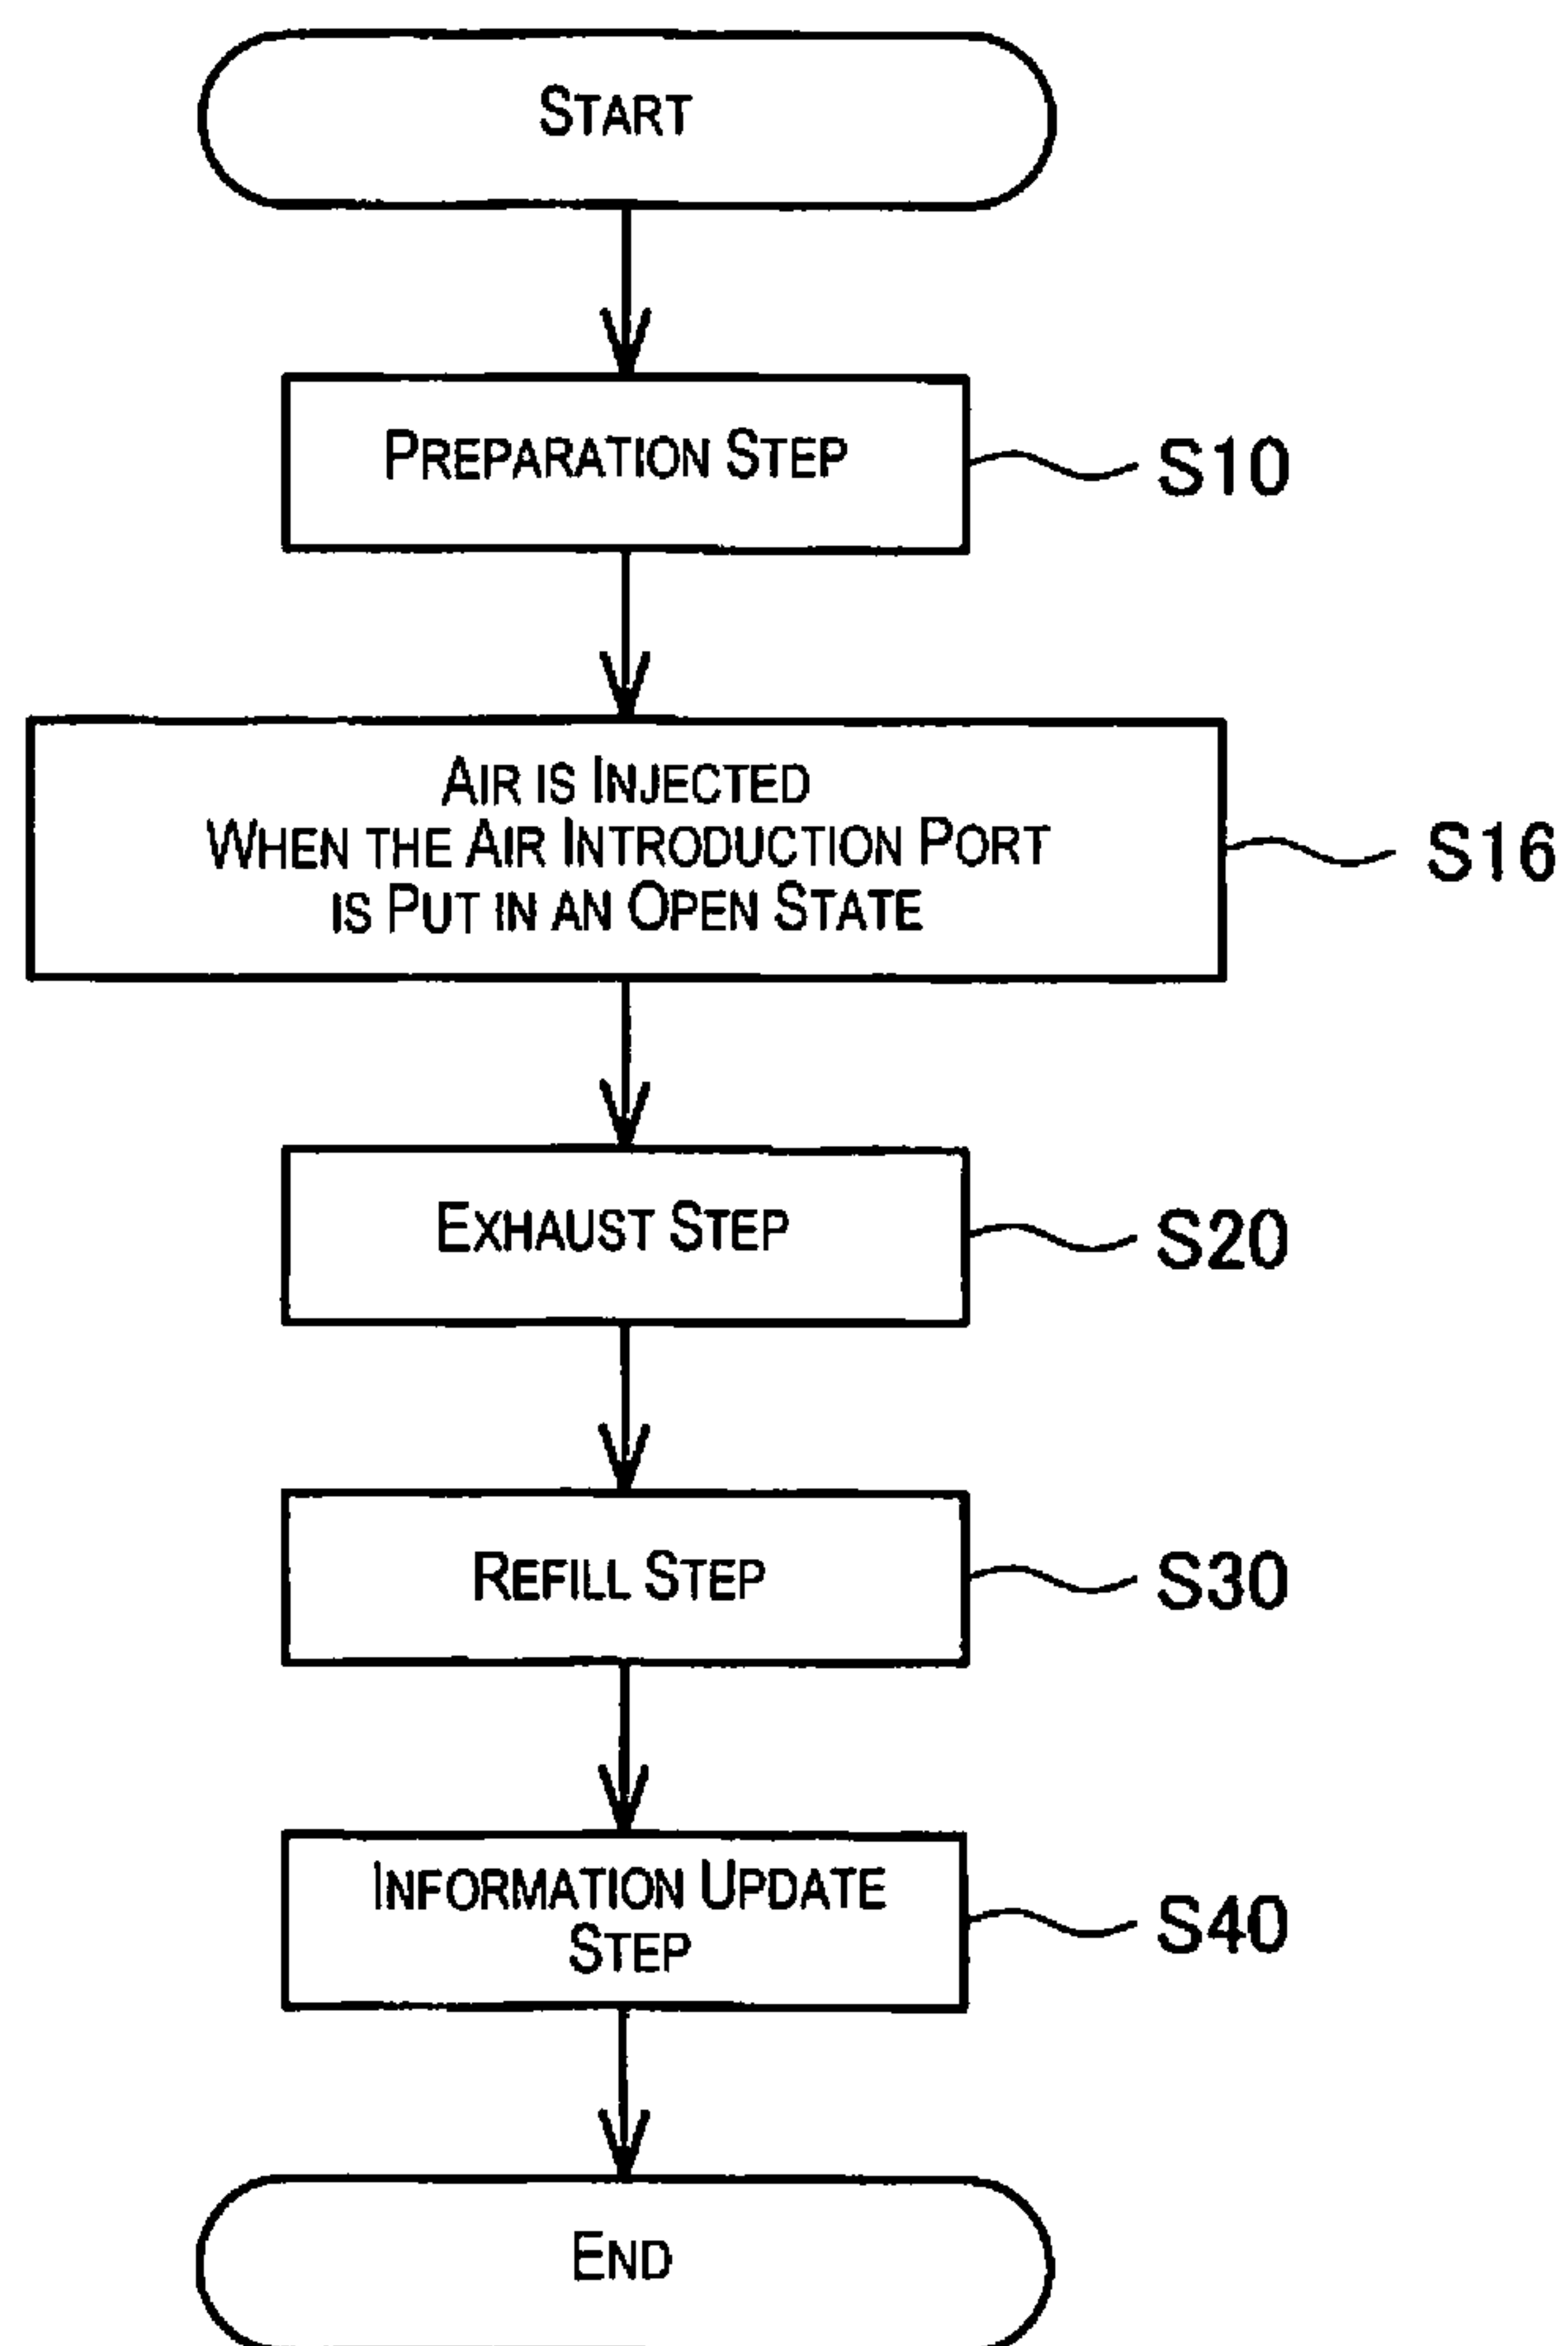 START
PREPARATION STEP
S10
AIR IS INJECTED
WHEN THE AIR INTRODUCTION PORT
IS PUT IN AN OPEN STATE
S16
EXHAUST STEP
S20
REFILL STEP
S30
INFORMATION UPDATE
STEP
S40
END